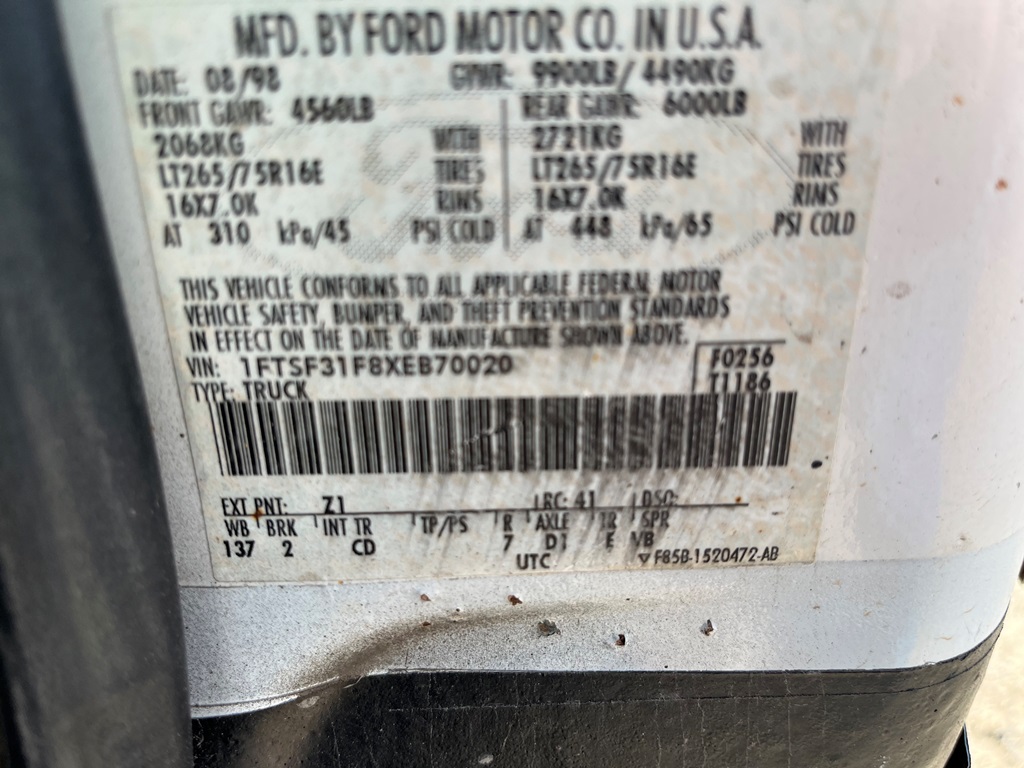 MFD. BY FORD MOTOR CO. IN U.S.A.
DATE: 08/98 GVWR: 9900LB/ 4490KG
FRONT GAWR: 4560LB REAR GAWR: 6000LB
2068KG WITH 2721KG WITH
LT265/75R16E TIRES LT265/75R16E TIRES
16X7.0K RIMS 16X7.0K RIMS
AT 310 kPa/45 PSI COLD AT 448 kPa/65 PSI COLD
THIS VEHICLE CONFORMS TO ALL APPLICABLE FEDERAL MOTOR
VEHICLE SAFETY, BUMPER, AND THEFT PREVENTION STANDARDS
IN EFFECT ON THE DATE OF MANUFACTURE SHOWN ABOVE.
VIN: 1FTSF31F8XEB70020 F0256
TYPE: TRUCK T1186
EXT PNT: Z1 RC: 41 DSO:
WB BRK INT TR TP/PS R AXLE TR SPR
137 2 CD 7 D1 E VB
UTC ▽F85B-1520472-AB